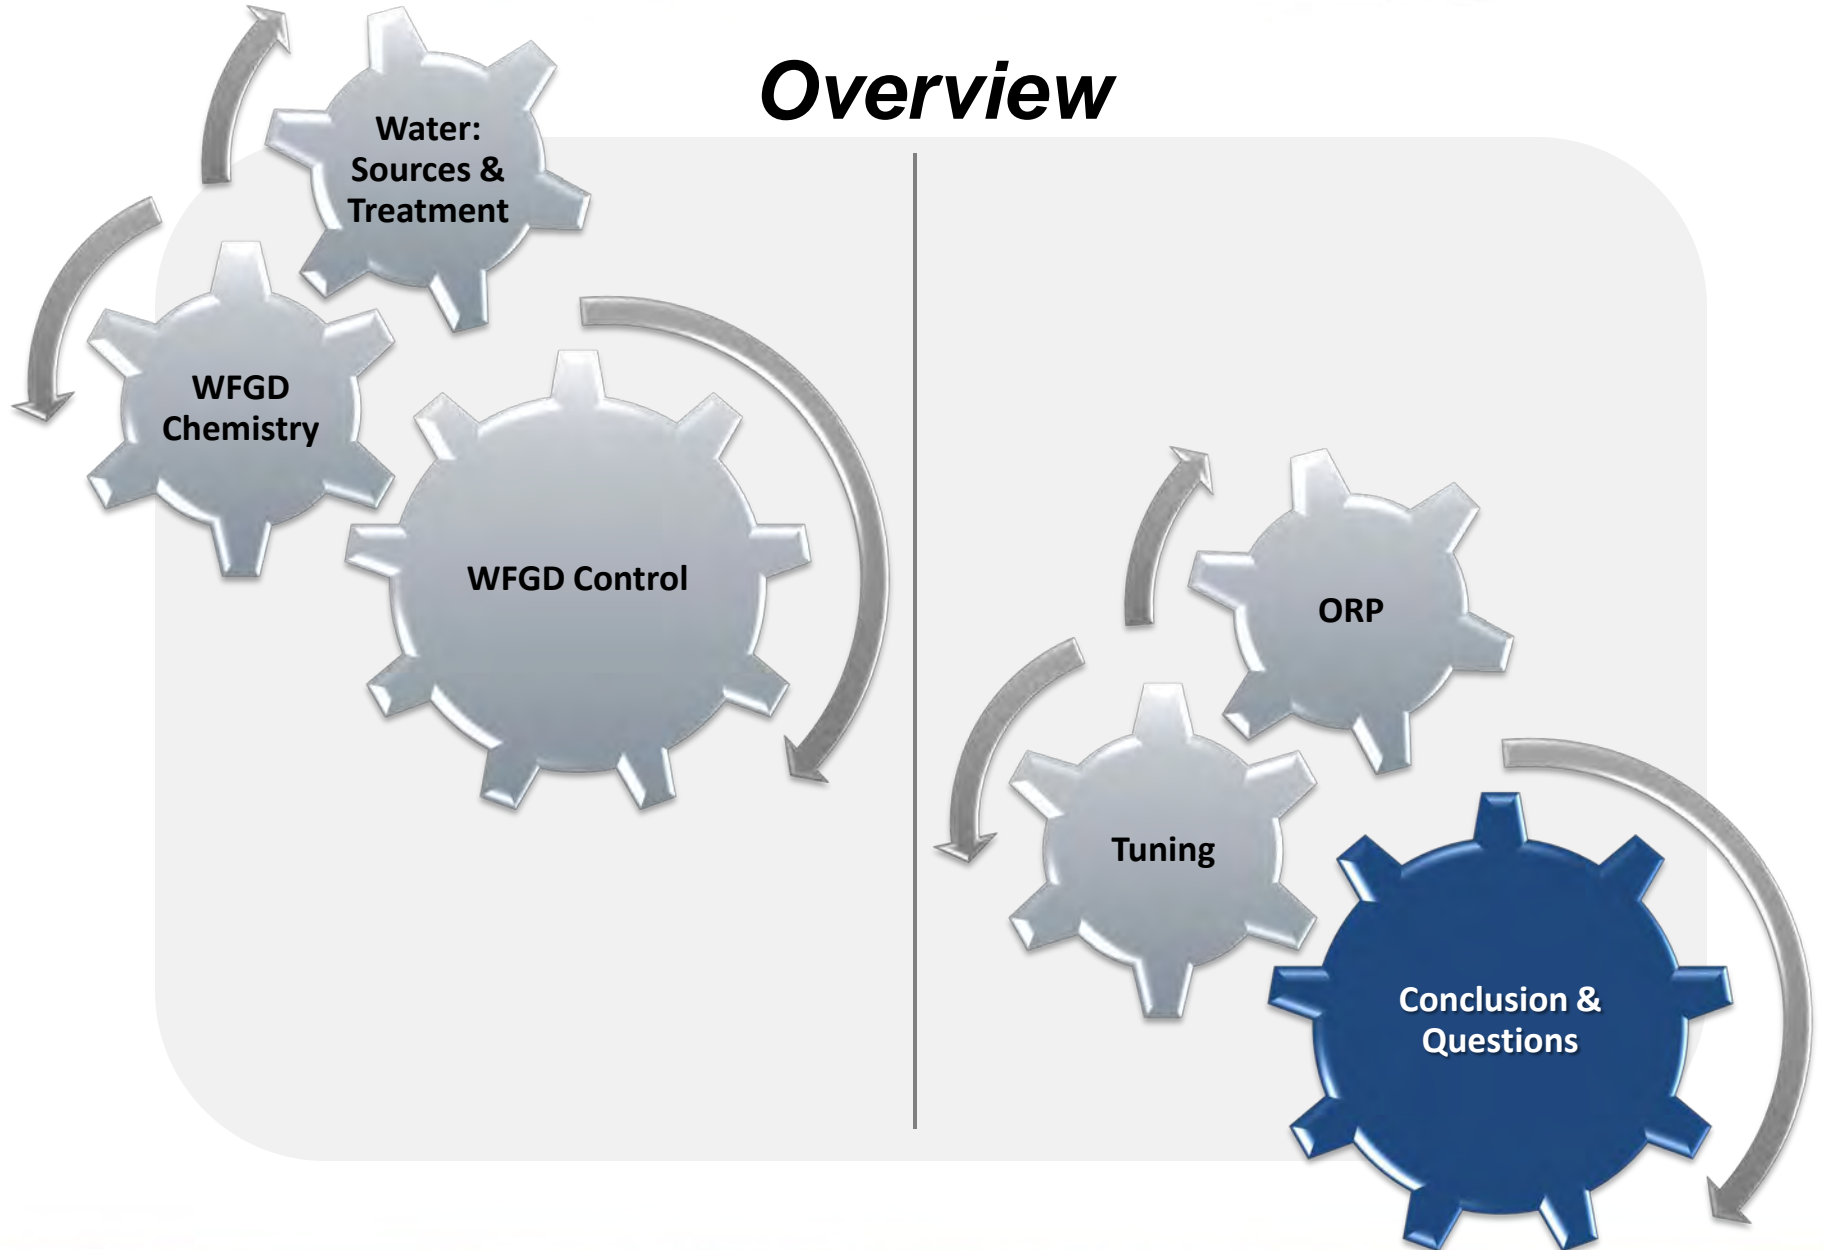 Overview
Water:
Sources &
Treatment
WFGD
Chemistry
WFGD Control
ORP
Tuning
Conclusion &
Questions